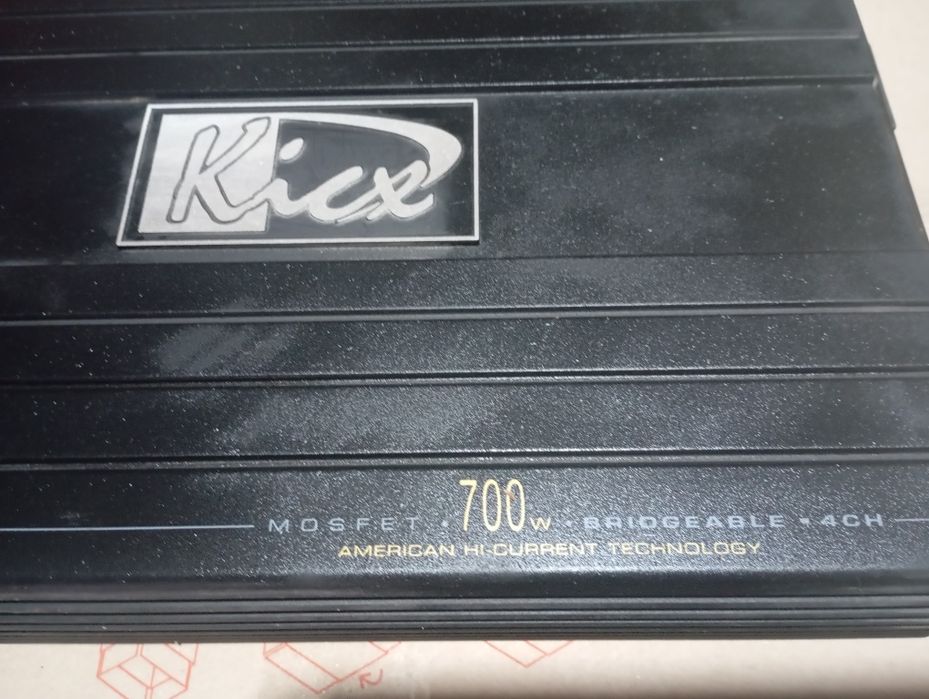 Kicx
MOSFET • 700W • BRIDGEABLE • 4CH
AMERICAN HI-CURRENT TECHNOLOGY